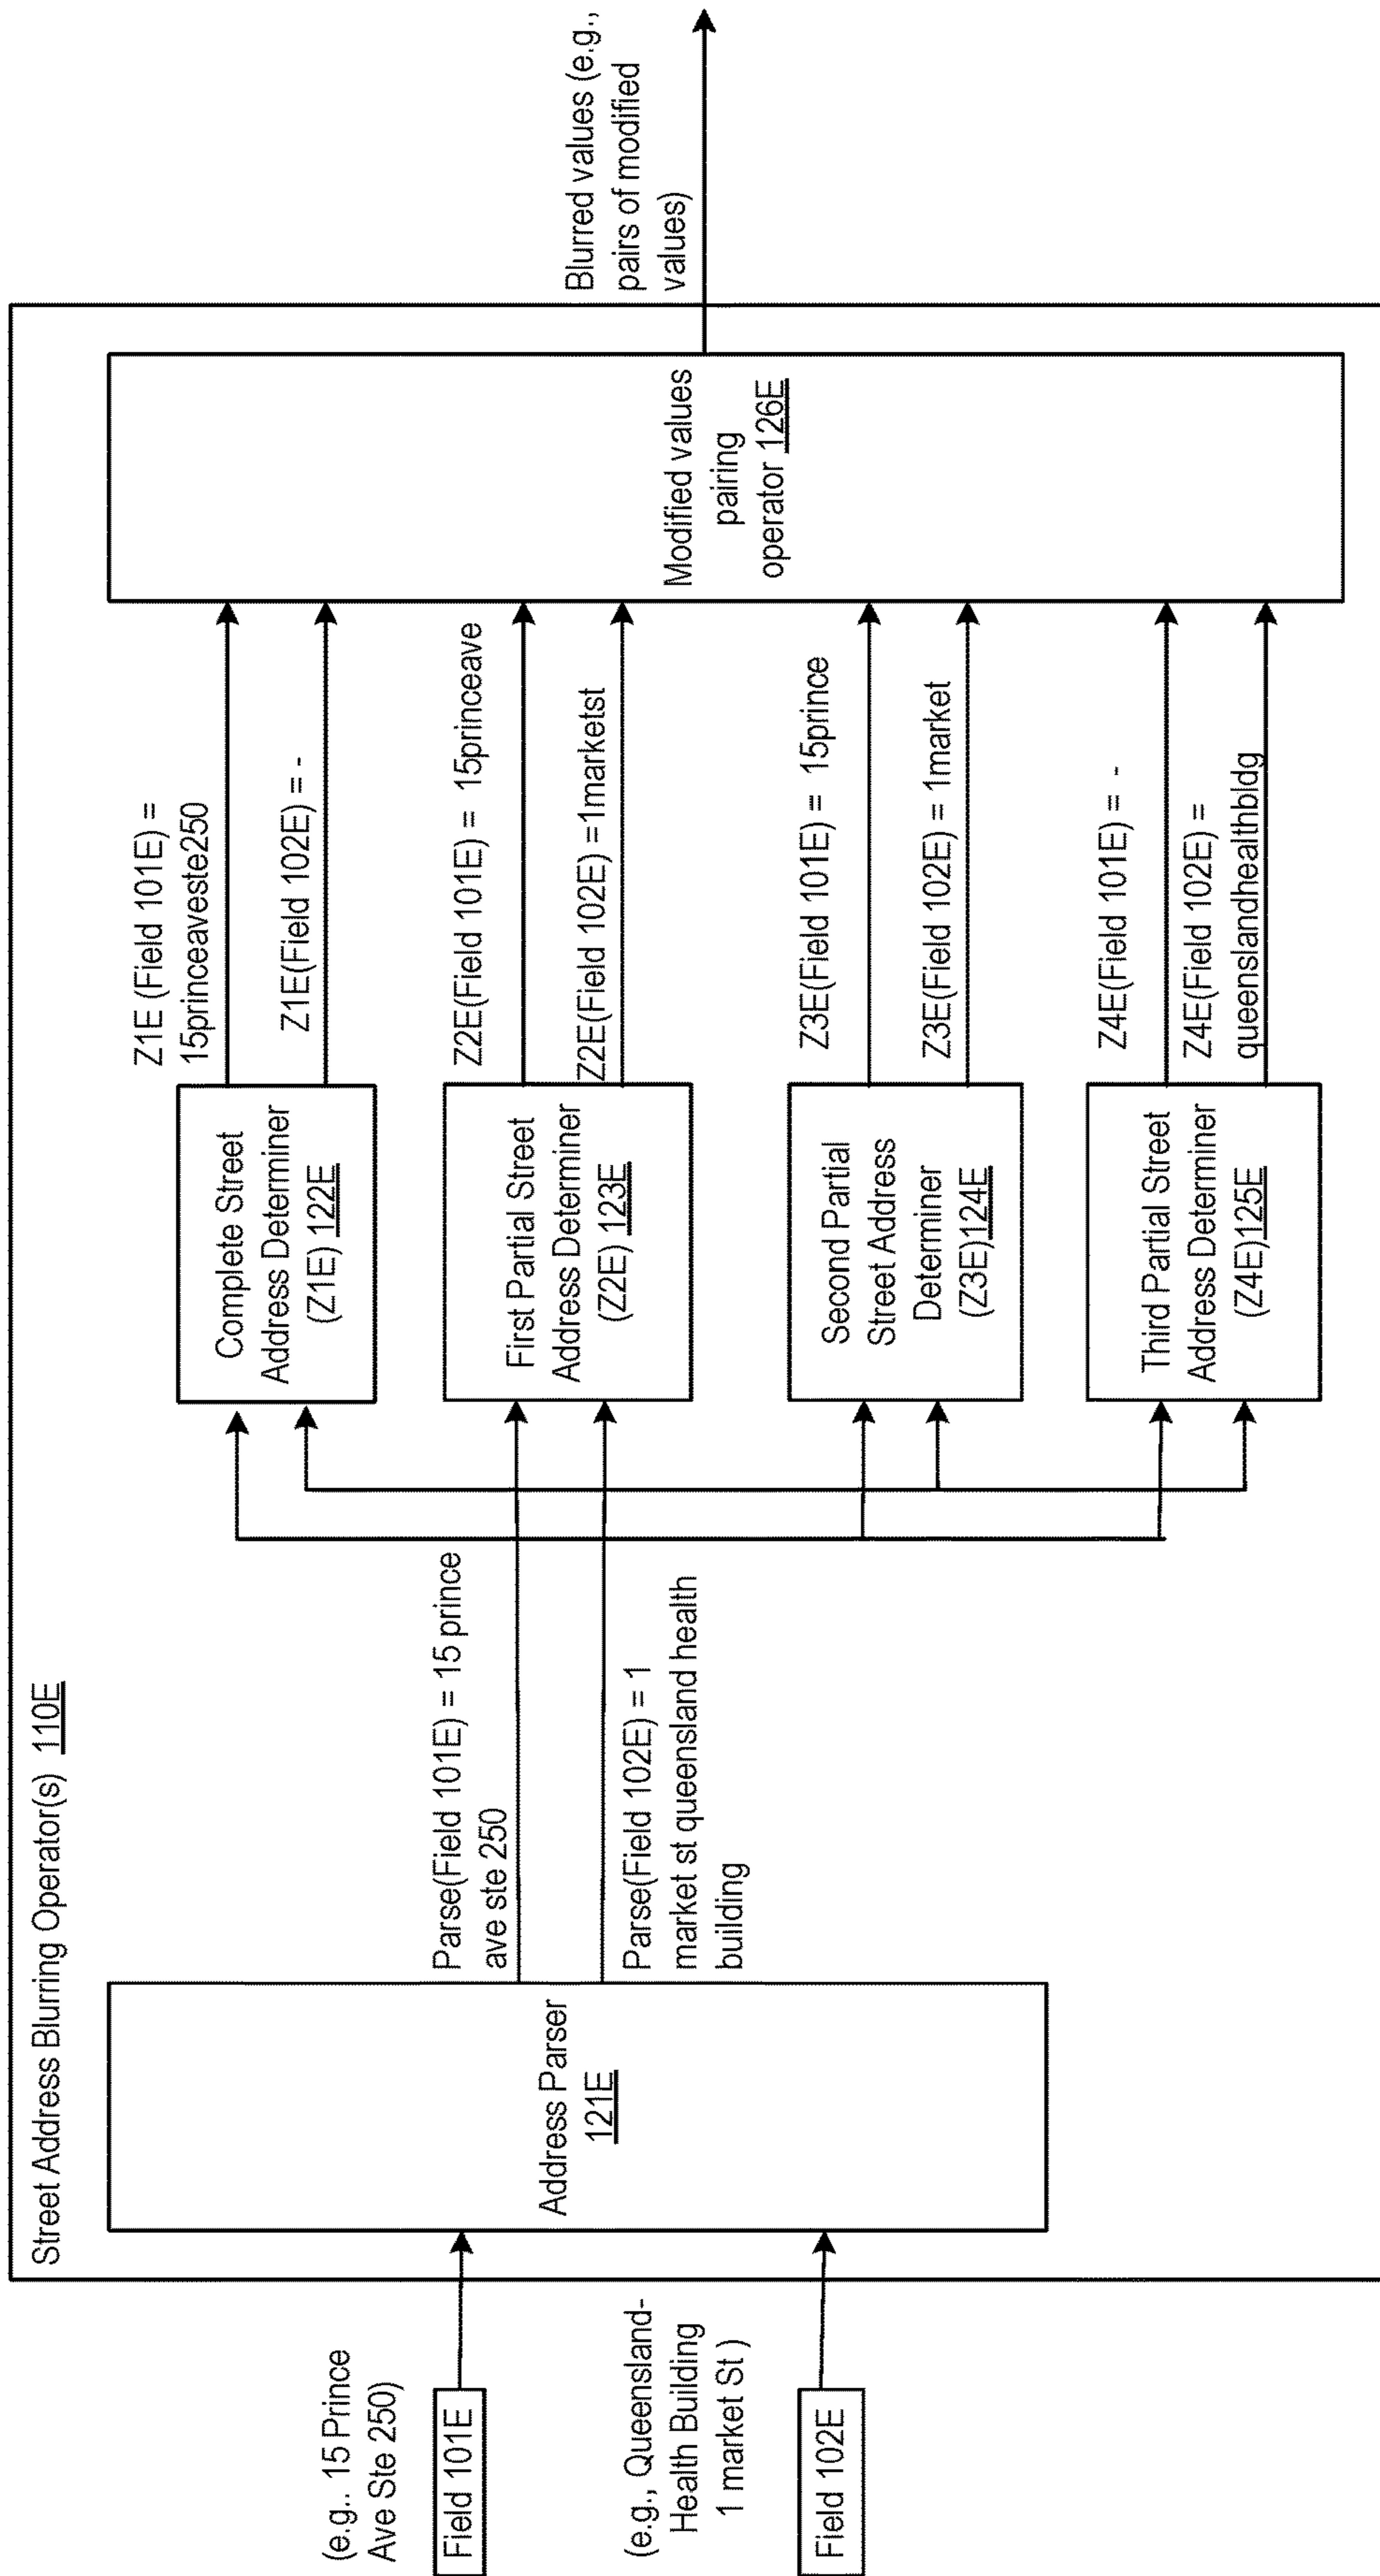 Street Address Blurring Operator(s) 110E
(e.g.. 15 Prince
Ave Ste 250)
Field 101E
(e.g., Queensland-
Health Building
1 market St )
Field 102E
Address Parser
121E
Parse(Field 101E) = 15 prince
ave ste 250
Parse(Field 102E) = 1
market st queensland health
building
Complete Street
Address Determiner
(Z1E) 122E
First Partial Street
Address Determiner
(Z2E) 123E
Second Partial
Street Address
Determiner
(Z3E)124E
Third Partial Street
Address Determiner
(Z4E)125E
Z1E (Field 101E) =
15princeaveste250
Z1E(Field 102E) = -
Z2E(Field 101E) = 15princeave
Z2E(Field 102E) =1marketst
Z3E(Field 101E) = 15prince
Z3E(Field 102E) = 1market
Z4E(Field 101E) = -
Z4E(Field 102E) =
queenslandhealthbldg
Modified values
pairing
operator 126E
Blurred values (e.g.,
pairs of modified
values)